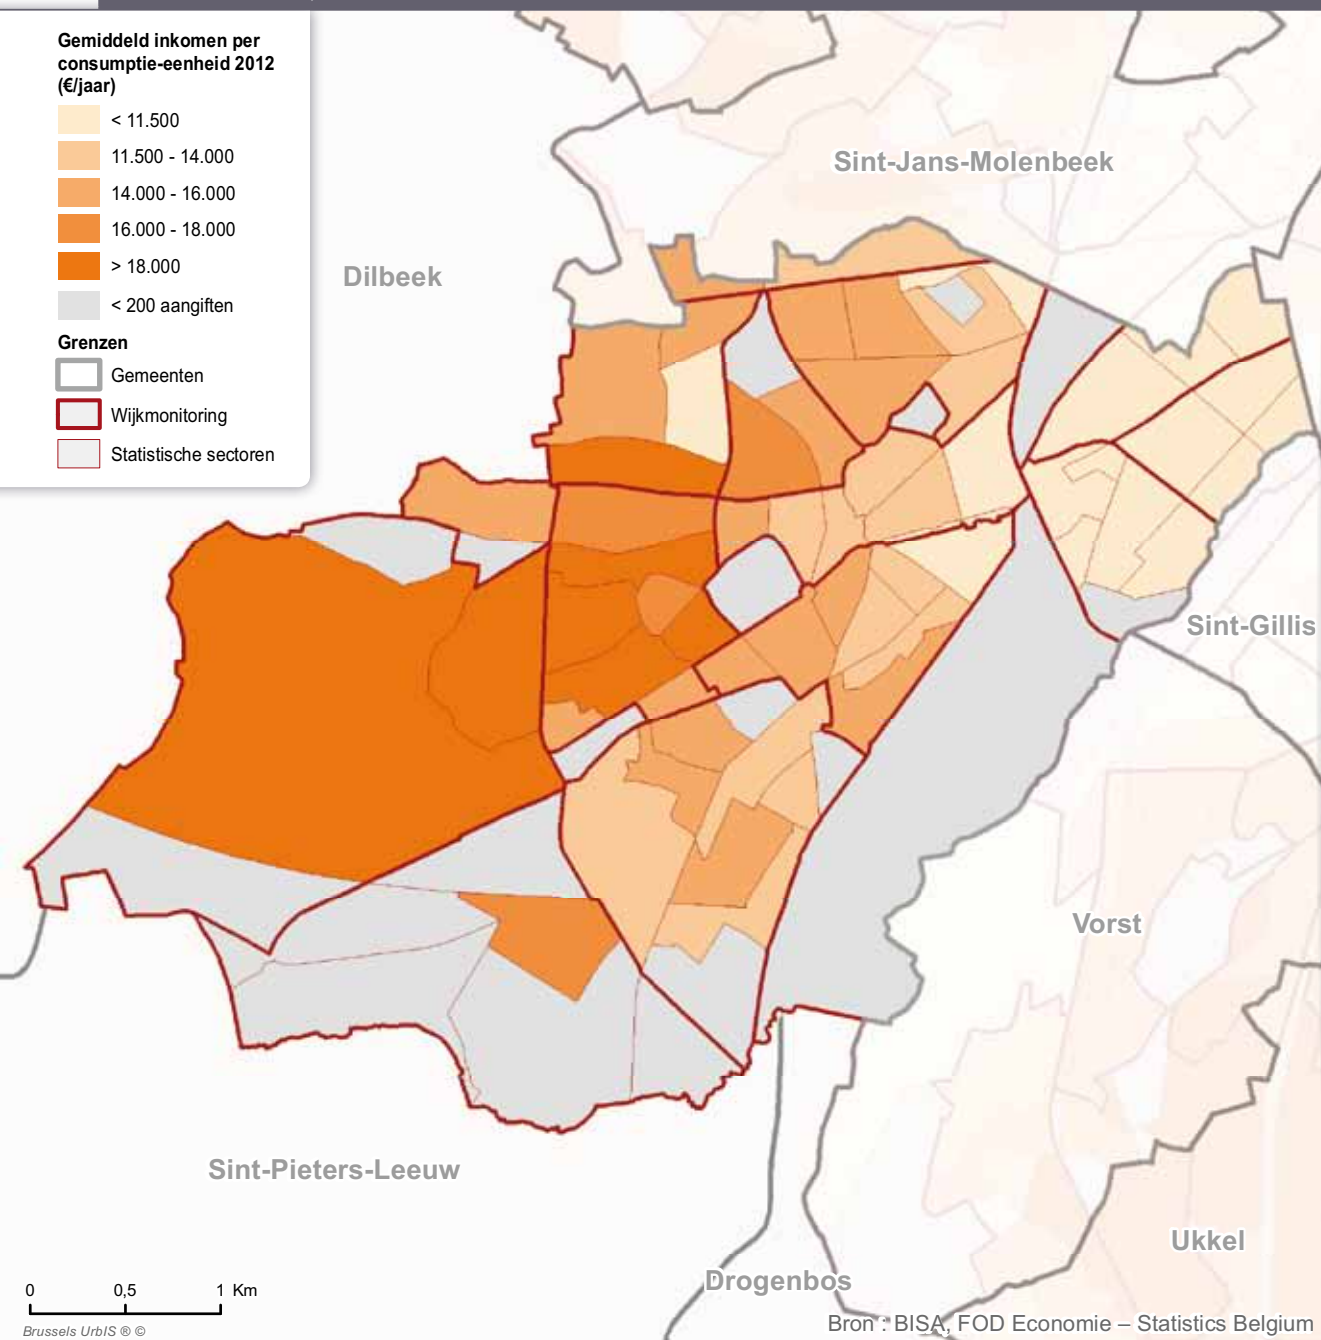 Gemiddeld inkomen per
consumptie-eenheid 2012
(€/jaar)
< 11.500
11.500 - 14.000
14.000 - 16.000
16.000 - 18.000
> 18.000
< 200 aangiften
Grenzen
Gemeenten
Wijkmonitoring
Statistische sectoren
Sint-Jans-Molenbeek
Dilbeek
Sint-Gillis
Vorst
Sint-Pieters-Leeuw
Ukkel
Drogenbos
0 0,5 1 Km
Brussels UrbIS ® ©
Bron : BISA, FOD Economie – Statistics Belgium